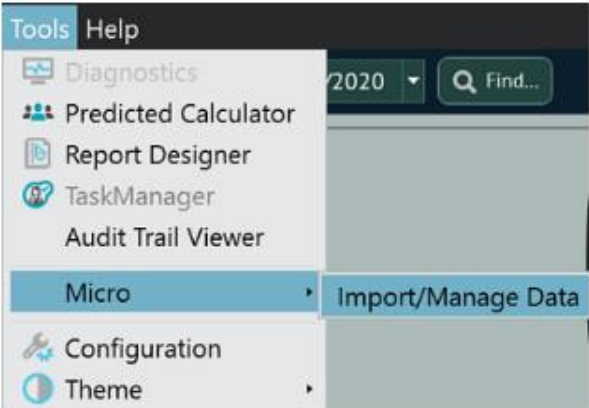 Tools Help
Diagnostics
/2020 Find...
Predicted Calculator
Report Designer
TaskManager
Audit Trail Viewer
Micro Import/Manage Data
Configuration
Theme